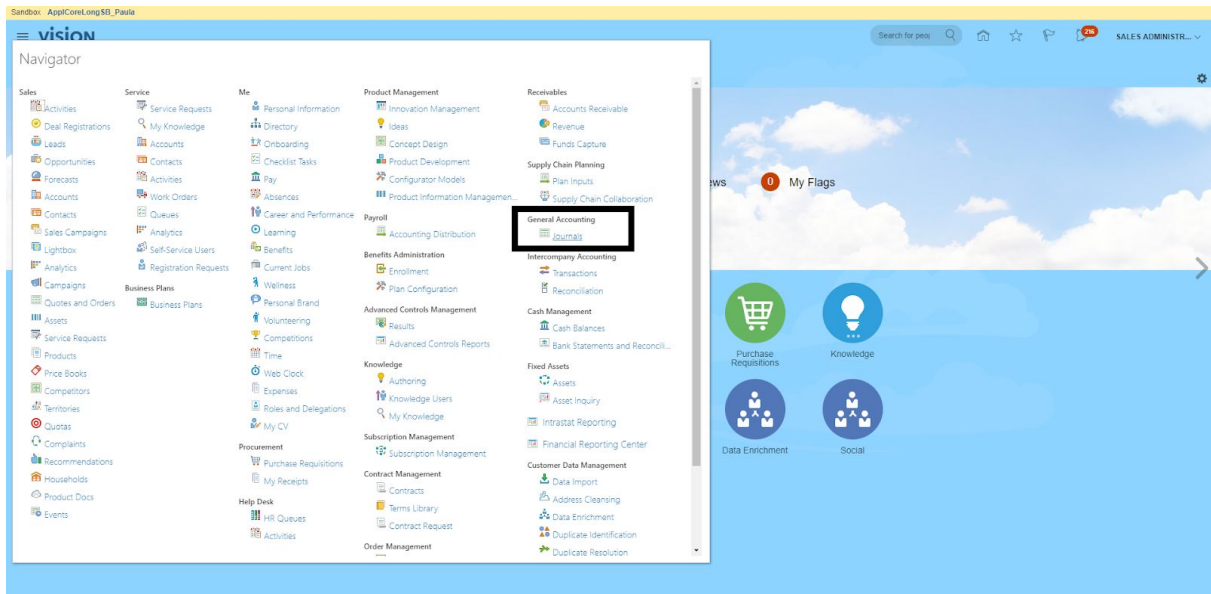 Sandbox ApplCoreLongSB_Paula
vision
Search for peo
216
SALES ADMINISTR...
Navigator
Sales
Activities
Deal Registrations
Leads
Opportunities
Forecasts
Accounts
Contacts
Sales Campaigns
Lightbox
Analytics
Campaigns
Quotes and Orders
Assets
Service Requests
Products
Price Books
Competitors
Territories
Quotas
Complaints
Recommendations
Households
Product Docs
Events
Service
Service Requests
My Knowledge
Accounts
Contacts
Activities
Work Orders
Queues
Analytics
Self-Service Users
Registration Requests
Business Plans
Business Plans
Me
Personal Information
Directory
Onboarding
Checklist Tasks
Pay
Absences
Career and Performance
Learning
Benefits
Current Jobs
Wellness
Personal Brand
Volunteering
Competitions
Time
Web Clock
Expenses
Roles and Delegations
My CV
Procurement
Purchase Requisitions
My Receipts
Help Desk
HR Queues
Activities
Product Management
Innovation Management
Ideas
Concept Design
Product Development
Configurator Models
Product Information Managemen...
Payroll
Accounting Distribution
Benefits Administration
Enrollment
Plan Configuration
Advanced Controls Management
Results
Advanced Controls Reports
Knowledge
Authoring
Knowledge Users
My Knowledge
Subscription Management
Subscription Management
Contract Management
Contracts
Terms Library
Contract Request
Order Management
Receivables
Accounts Receivable
Revenue
Funds Capture
Supply Chain Planning
Plan Inputs
Supply Chain Collaboration
General Accounting
Journals
Intercompany Accounting
Transactions
Reconciliation
Cash Management
Cash Balances
Bank Statements and Reconcili...
Fixed Assets
Assets
Asset Inquiry
Intrastat Reporting
Financial Reporting Center
Customer Data Management
Data Import
Address Cleansing
Data Enrichment
Duplicate Identification
Duplicate Resolution
ews
0 My Flags
Purchase Requisitions
Knowledge
Data Enrichment
Social